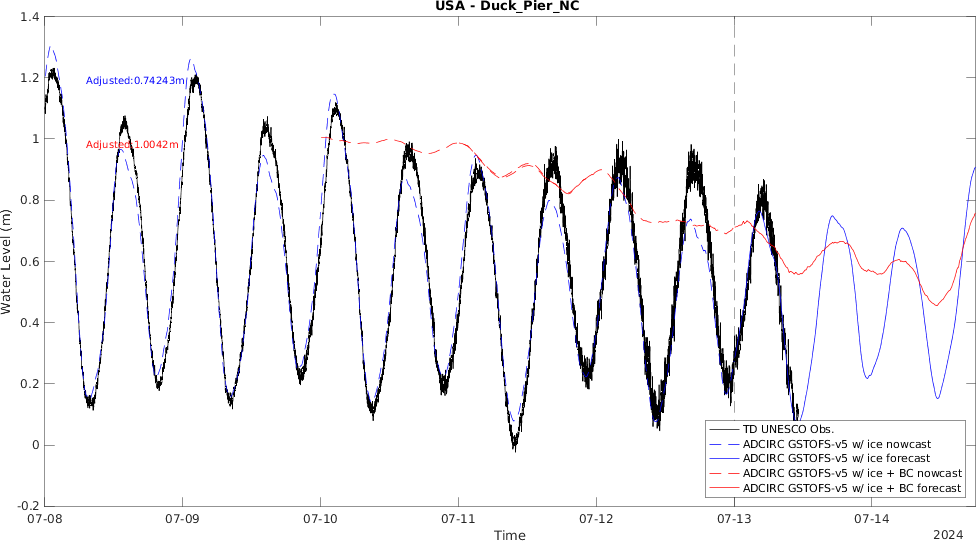 USA - Duck_Pier_NC
1.4
1.2
1
0.8
0.6
0.4
0.2
0
-0.2
Water Level (m)
Adjusted:0.74243m
Adjusted:1.0042m
TD UNESCO Obs.
ADCIRC GSTOFS-v5 w/ ice nowcast
ADCIRC GSTOFS-v5 w/ ice forecast
ADCIRC GSTOFS-v5 w/ ice + BC nowcast
ADCIRC GSTOFS-v5 w/ ice + BC forecast
07-08 07-09 07-10 07-11 07-12 07-13 07-14
Time
2024